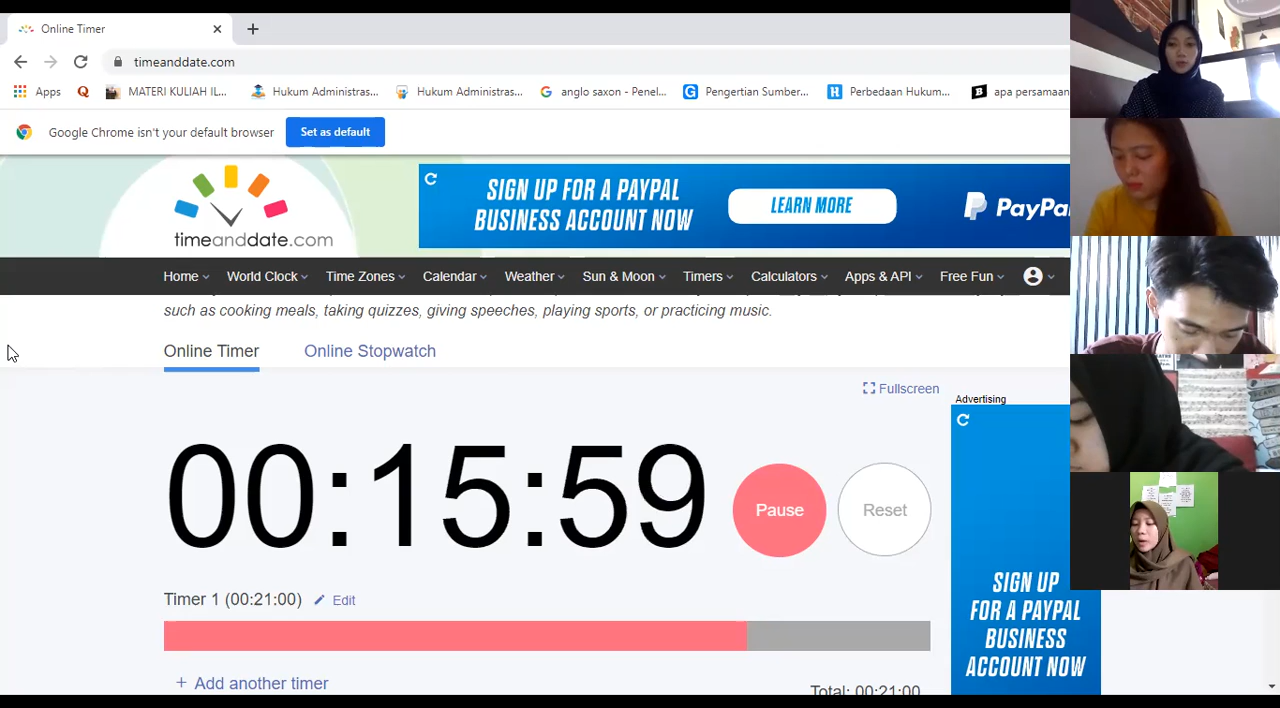 Online Timer
timeanddate.com
Apps
MATERI KULIAH IL...
Hukum Administras...
Hukum Administras...
anglo saxon - Penel...
Pengertian Sumber...
Perbedaan Hukum...
apa persamaan
Google Chrome isn't your default browser
Set as default
timeanddate.com
SIGN UP FOR A PAYPAL
BUSINESS ACCOUNT NOW
LEARN MORE
PayPa
Home
World Clock
Time Zones
Calendar
Weather
Sun & Moon
Timers
Calculators
Apps & API
Free Fun
such as cooking meals, taking quizzes, giving speeches, playing sports, or practicing music.
Online Timer
Online Stopwatch
Fullscreen
Advertising
00:15:59
Pause
Reset
Timer 1 (00:21:00)
Edit
+ Add another timer
Total: 00:21:00
SIGN UP
FOR A PAYPAL
BUSINESS
ACCOUNT NOW